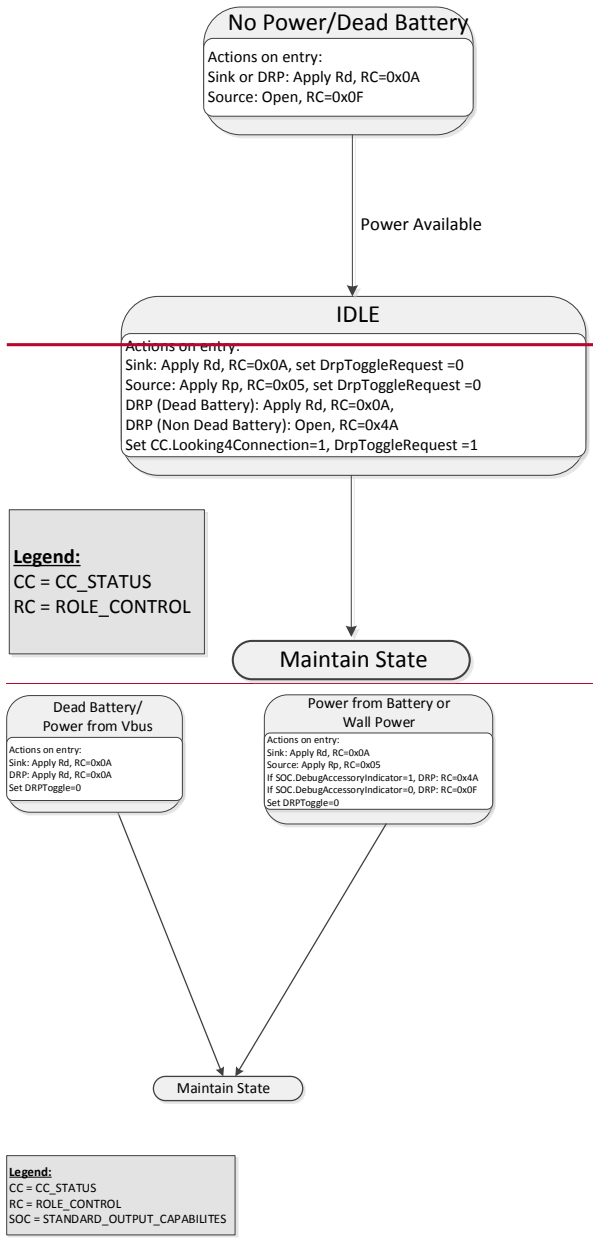 No Power/Dead Battery
Actions on entry:
Sink or DRP: Apply Rd, RC=0x0A
Source: Open, RC=0x0F
Power Available
IDLE
Actions on entry:
Sink: Apply Rd, RC=0x0A, set DrpToggleRequest =0
Source: Apply Rp, RC=0x05, set DrpToggleRequest =0
DRP (Dead Battery): Apply Rd, RC=0x0A,
DRP (Non Dead Battery): Open, RC=0x4A
Set CC.Looking4Connection=1, DrpToggleRequest =1
Legend:
CC = CC_STATUS
RC = ROLE_CONTROL
Maintain State
Dead Battery/
Power from Vbus
Actions on entry:
Sink: Apply Rd, RC=0x0A
DRP: Apply Rd, RC=0x0A
Set DRPToggle=0
Power from Battery or
Wall Power
Actions on entry:
Sink: Apply Rd, RC=0x0A
Source: Apply Rp, RC=0x05
If SOC.DebugAccessoryIndicator=1, DRP: RC=0x4A
If SOC.DebugAccessoryIndicator=0, DRP: RC=0x0F
Set DRPToggle=0
Maintain State
Legend:
CC = CC_STATUS
RC = ROLE_CONTROL
SOC = STANDARD_OUTPUT_CAPABILITES